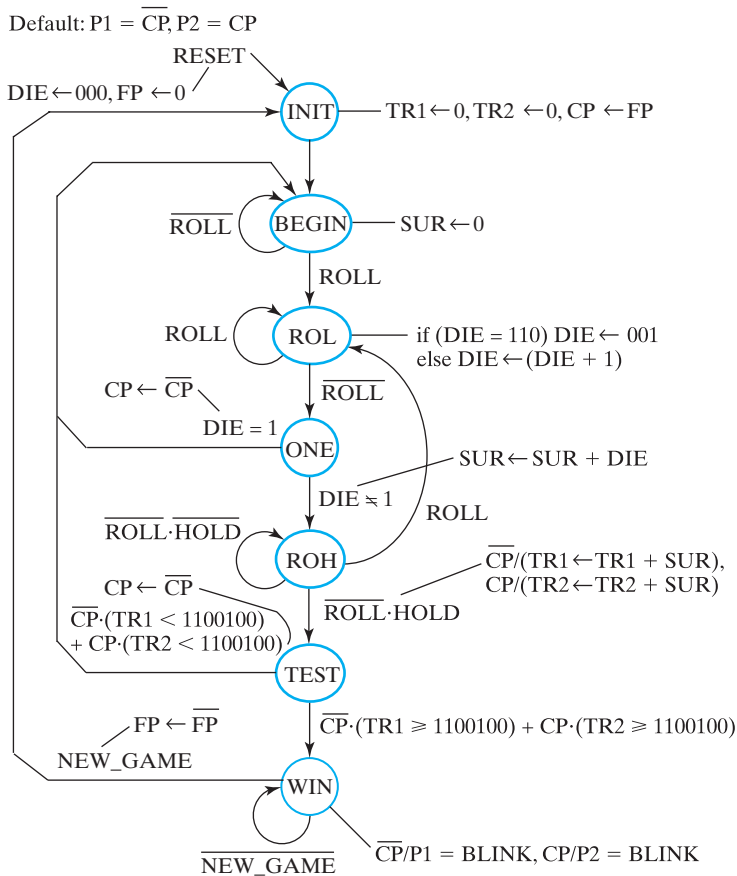 Default: P1 = C̅P̅, P2 = CP
RESET
DIE ← 000, FP ← 0
INIT
TR1 ← 0, TR2 ← 0, CP ← FP
R̅O̅L̅L̅
BEGIN
SUR ← 0
ROLL
ROLL
ROL
if (DIE = 110) DIE ← 001
else DIE ← (DIE + 1)
R̅O̅L̅L̅
CP ← C̅P̅
DIE = 1
ONE
SUR ← SUR + DIE
DIE ≠ 1
ROLL
R̅O̅L̅L̅·H̅O̅L̅D̅
ROH
C̅P̅/(TR1 ← TR1 + SUR),
CP/(TR2 ← TR2 + SUR)
CP ← C̅P̅
R̅O̅L̅L̅·HOLD
C̅P̅·(TR1 < 1100100)
+ CP·(TR2 < 1100100)
TEST
FP ← F̅P̅
C̅P̅·(TR1 ≥ 1100100) + CP·(TR2 ≥ 1100100)
NEW_GAME
WIN
N̅E̅W̅_̅G̅A̅M̅E̅
C̅P̅/P1 = BLINK, CP/P2 = BLINK